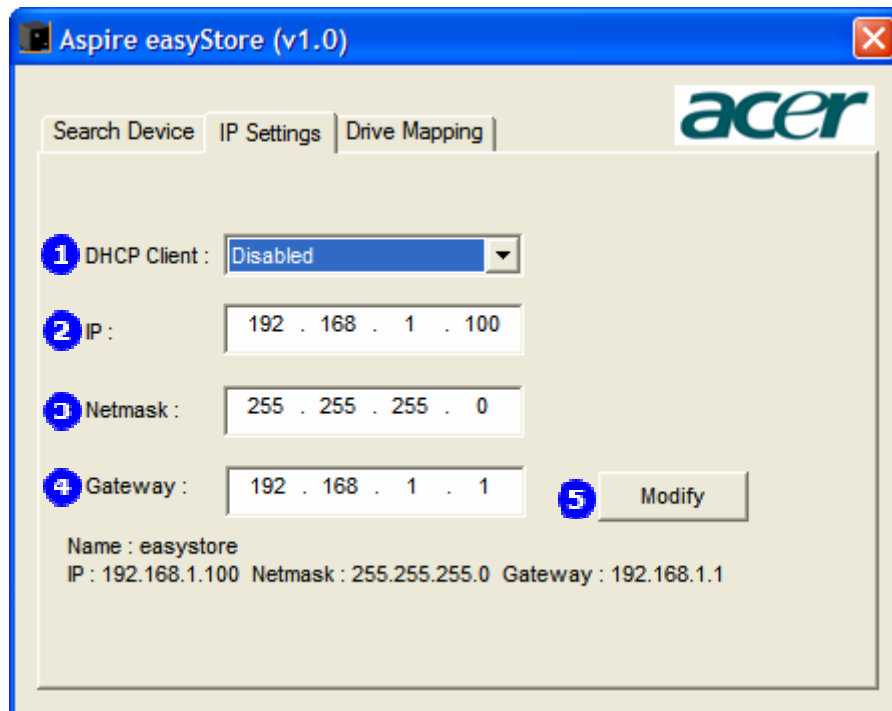 Aspire easyStore (v1.0)
acer
Search Device IP Settings Drive Mapping
1 DHCP Client : Disabled
2 IP : 192 . 168 . 1 . 100
3 Netmask : 255 . 255 . 255 . 0
4 Gateway : 192 . 168 . 1 . 1
5 Modify
Name : easystore
IP : 192.168.1.100 Netmask : 255.255.255.0 Gateway : 192.168.1.1